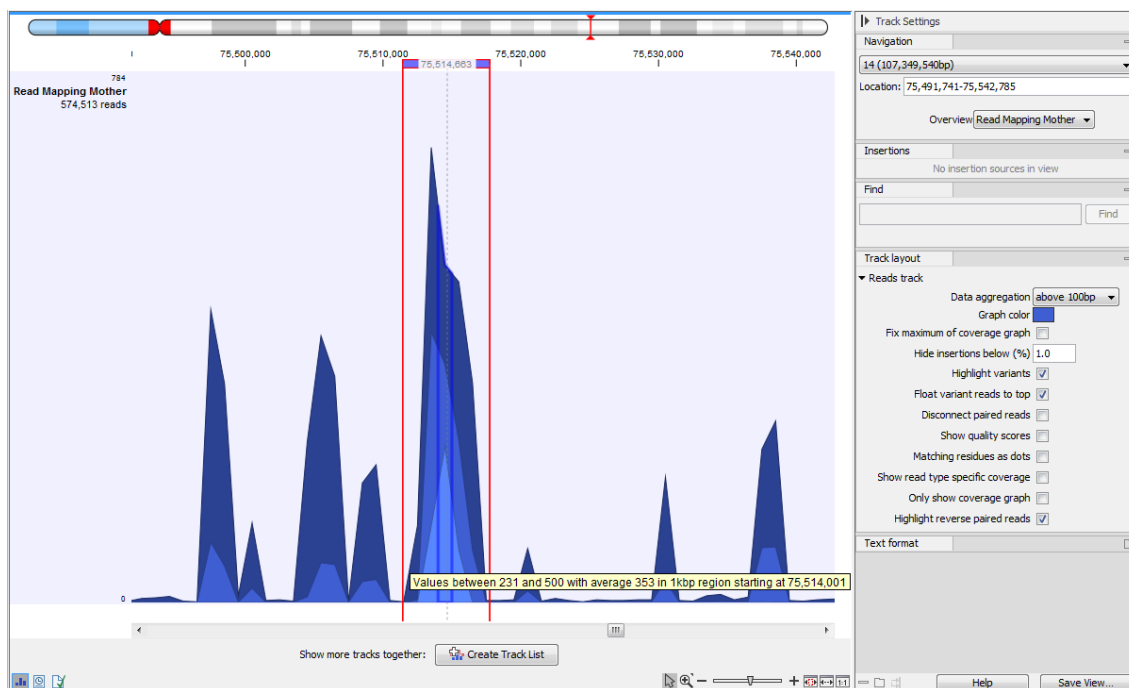 75,500,000
75,510,000
75,520,000
75,530,000
75,540,000
75,514,663
784
Read Mapping Mother
574,513 reads
Values between 231 and 500 with average 353 in 1kbp region starting at 75,514,001
0
Show more tracks together:
Create Track List
1:1
Track Settings
Navigation
14 (107,349,540bp)
Location: 75,491,741-75,542,785
Overview Read Mapping Mother
Insertions
No insertion sources in view
Find
Find
Track layout
Reads track
Data aggregation above 100bp
Graph color
Fix maximum of coverage graph
Hide insertions below (%) 1.0
Highlight variants
Float variant reads to top
Disconnect paired reads
Show quality scores
Matching residues as dots
Show read type specific coverage
Only show coverage graph
Highlight reverse paired reads
Text format
Help
Save View...